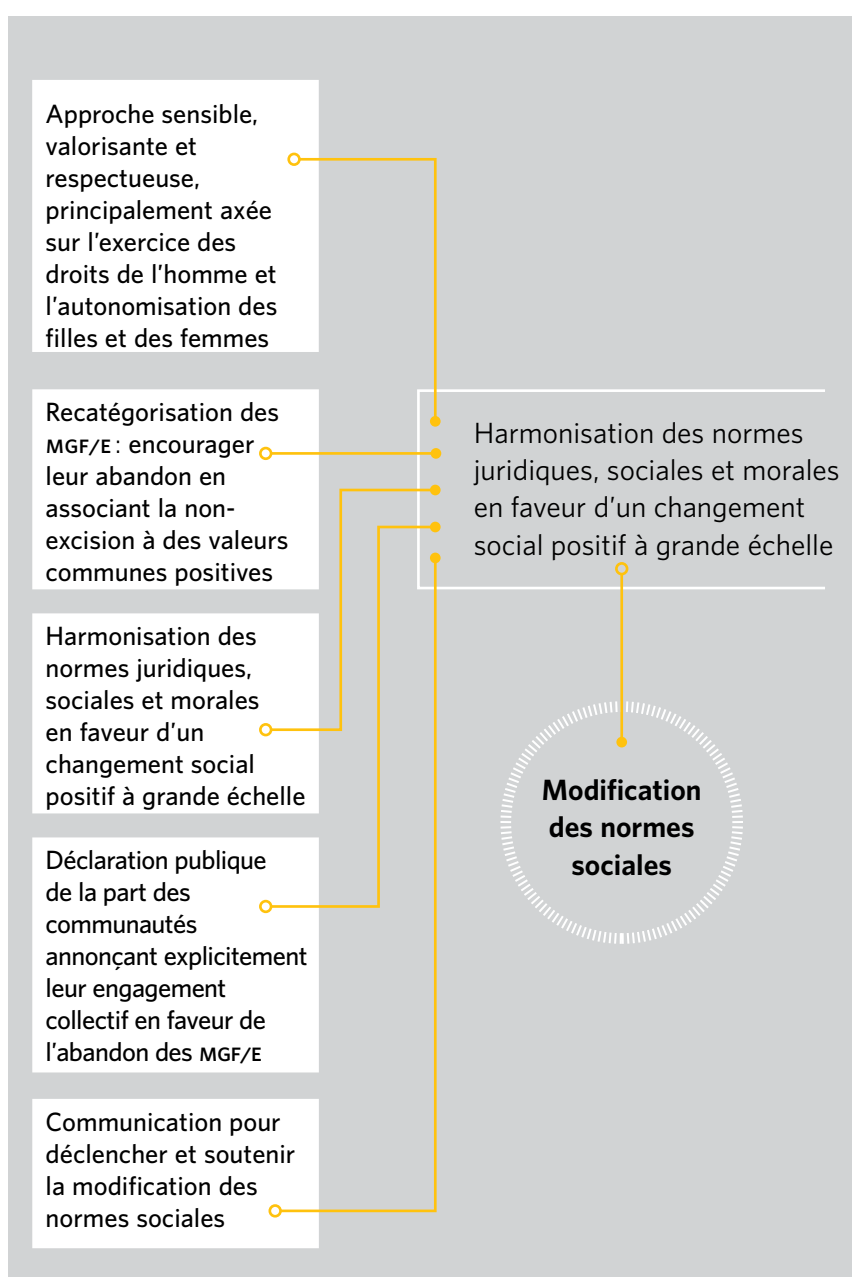 Approche sensible,
valorisante et
respectueuse,
principalement axée
sur l'exercice des
droits de l'homme et
l'autonomisation des
filles et des femmes
Recatégorisation des
MGF/E : encourager
leur abandon en
associant la non-
excision à des valeurs
communes positives
Harmonisation des
normes juridiques,
sociales et morales
en faveur d'un
changement social
positif à grande échelle
Déclaration publique
de la part des
communautés
annonçant explicitement
leur engagement
collectif en faveur de
l'abandon des MGF/E
Communication pour
déclencher et soutenir
la modification des
normes sociales
Harmonisation des normes
juridiques, sociales et morales
en faveur d'un changement
social positif à grande échelle
Modification
des normes
sociales